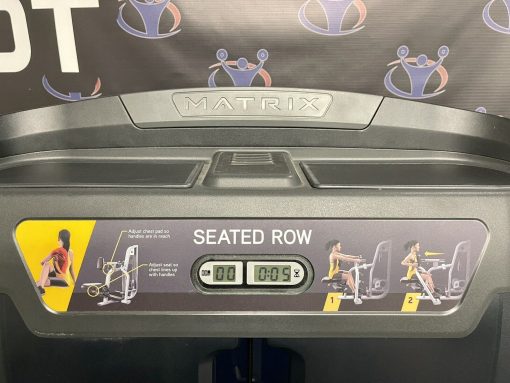 OT
MATRIX
SEATED ROW
Adjust chest pad so
handles are in reach
Adjust seat so
chest lines up
with handles
00
0:05
1
2